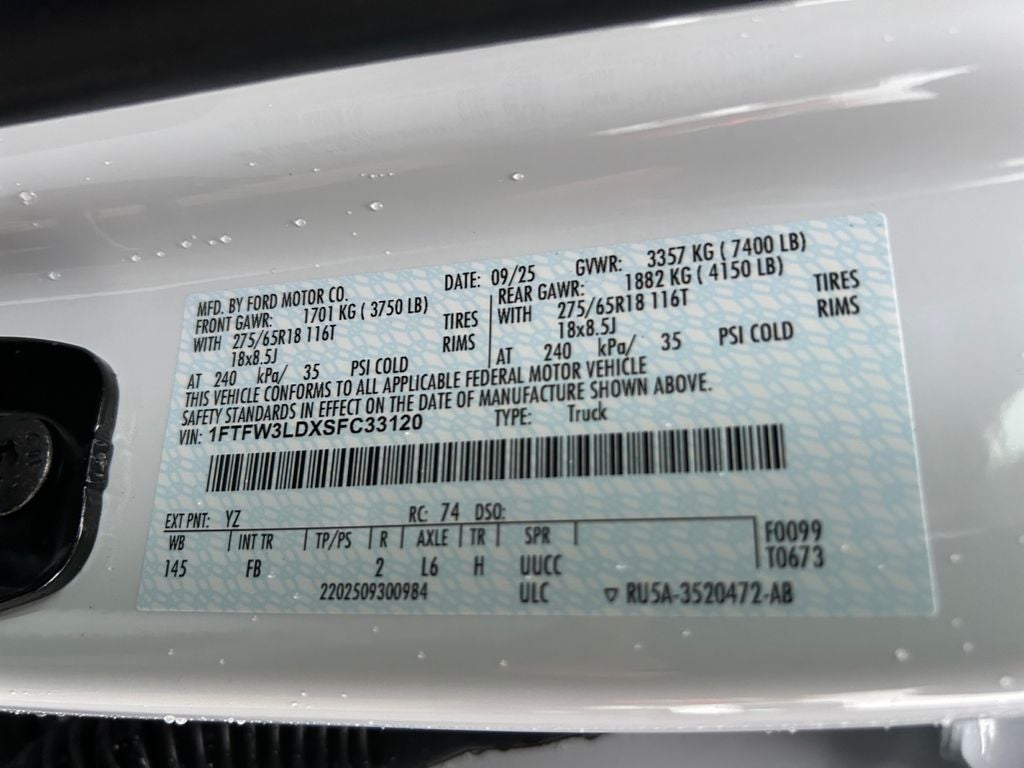 MFD. BY FORD MOTOR CO. DATE: 09/25 GVWR: 3357 KG ( 7400 LB)
FRONT GAWR: 1701 KG ( 3750 LB) REAR GAWR: 1882 KG ( 4150 LB)
WITH 275/65R18 116T TIRES WITH 275/65R18 116T TIRES
18x8.5J RIMS 18x8.5J RIMS
AT 240 kPa/ 35 PSI COLD AT 240 kPa/ 35 PSI COLD
THIS VEHICLE CONFORMS TO ALL APPLICABLE FEDERAL MOTOR VEHICLE
SAFETY STANDARDS IN EFFECT ON THE DATE OF MANUFACTURE SHOWN ABOVE.
VIN: 1FTFW3LDXSFC33120 TYPE: Truck
EXT PNT: YZ RC: 74 DSO:
WB INT TR TP/PS R AXLE TR SPR F0099
145 FB 2 L6 H UUCC T0673
2202509300984 ULC ▽ RU5A-3520472-AB